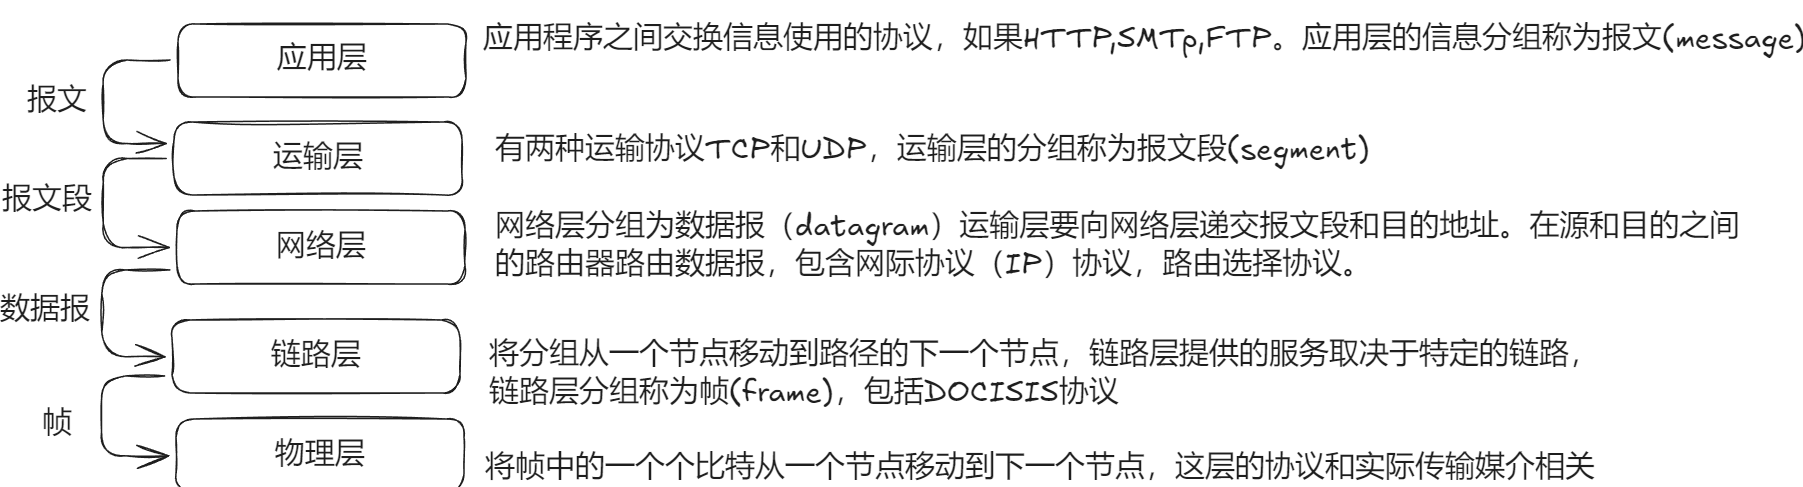 应用层
应用程序之间交换信息使用的协议，如果HTTP,SMTp,FTP。应用层的信息分组称为报文(message)
报文
运输层
有两种运输协议TCP和UDP，运输层的分组称为报文段(segment)
报文段
网络层
网络层分组为数据报（datagram）运输层要向网络层递交报文段和目的地址。在源和目的之间
的路由器路由数据报，包含网际协议（IP）协议，路由选择协议。
数据报
链路层
将分组从一个节点移动到路径的下一个节点，链路层提供的服务取决于特定的链路，
链路层分组称为帧(frame)，包括DOCISIS协议
帧
物理层
将帧中的一个个比特从一个节点移动到下一个节点，这层的协议和实际传输媒介相关